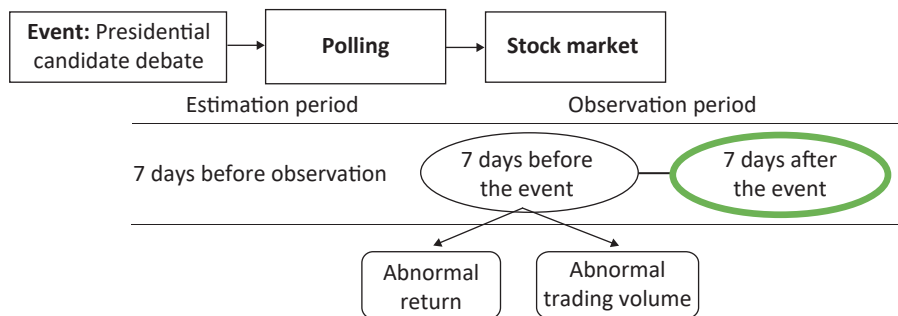 Event: Presidential
candidate debate
Polling
Stock market
Estimation period
Observation period
7 days before observation
7 days before
the event
7 days after
the event
Abnormal
return
Abnormal
trading volume